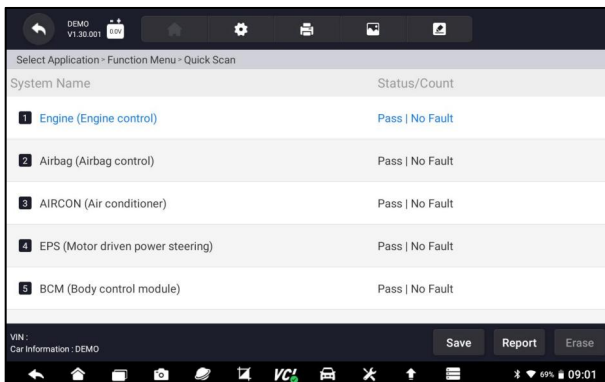 DEMO
V1.30.001
0.0V
Select Application > Function Menu > Quick Scan
System Name Status/Count
1 Engine (Engine control) Pass | No Fault
2 Airbag (Airbag control) Pass | No Fault
3 AIRCON (Air conditioner) Pass | No Fault
4 EPS (Motor driven power steering) Pass | No Fault
5 BCM (Body control module) Pass | No Fault
VIN :
Car Information : DEMO
Save Report Erase
VCI 69% 09:01